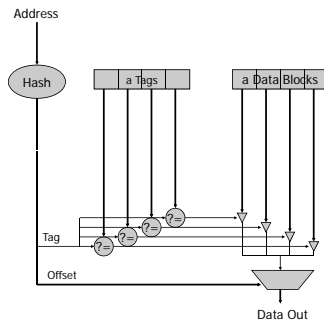 Address
Hash
a Tags
a Data Blocks
?=
?=
?=
?=
Tag
Offset
Data Out